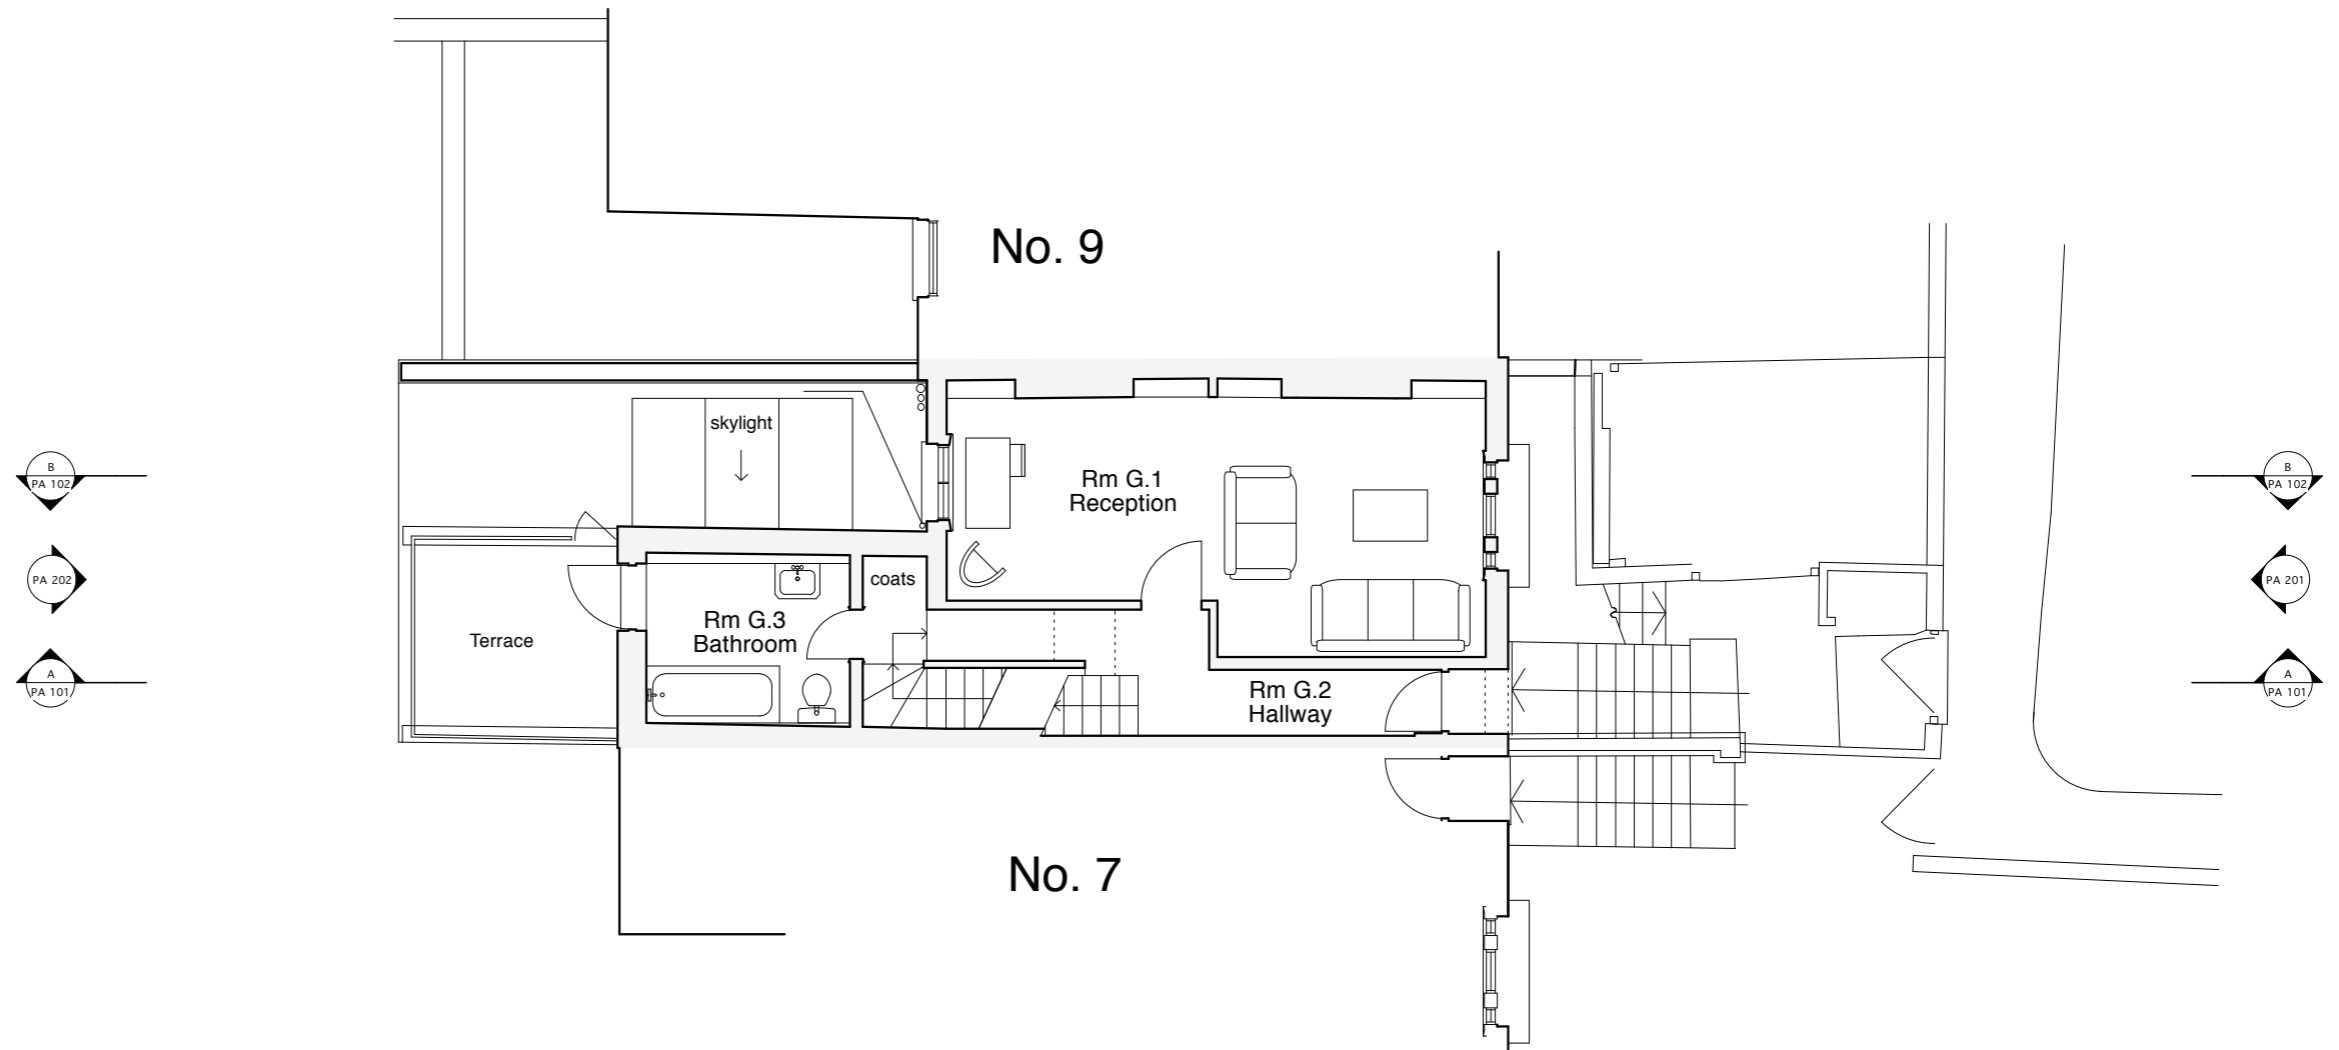 No. 9
skylight
B
PA 102
Rm G.1
Reception
B
PA 102
PA 202
coats
PA 201
Terrace
Rm G.3
Bathroom
A
PA 101
Rm G.2
Hallway
A
PA 101
No. 7